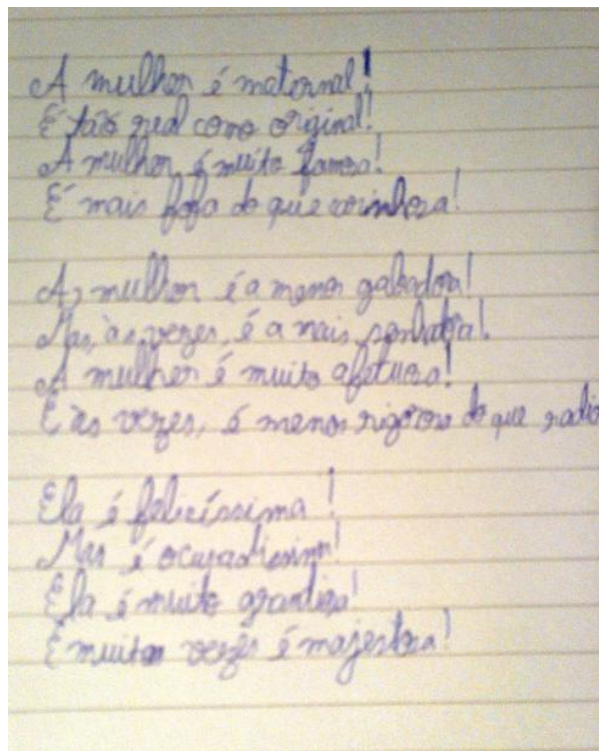 A mulher é maternal!
É tão real como original!
A mulher é muito famosa!
É mais fofa do que carinhosa!
A mulher é a menos gabadora!
Mas, às vezes, é a mais sonhadora!
A mulher é muito afetuosa!
E às vezes, é menos rigorosa do que
Ela é felicíssima!
Mas é ocupadíssima!
Ela é muito grandiosa!
E muitas vezes é majestosa!